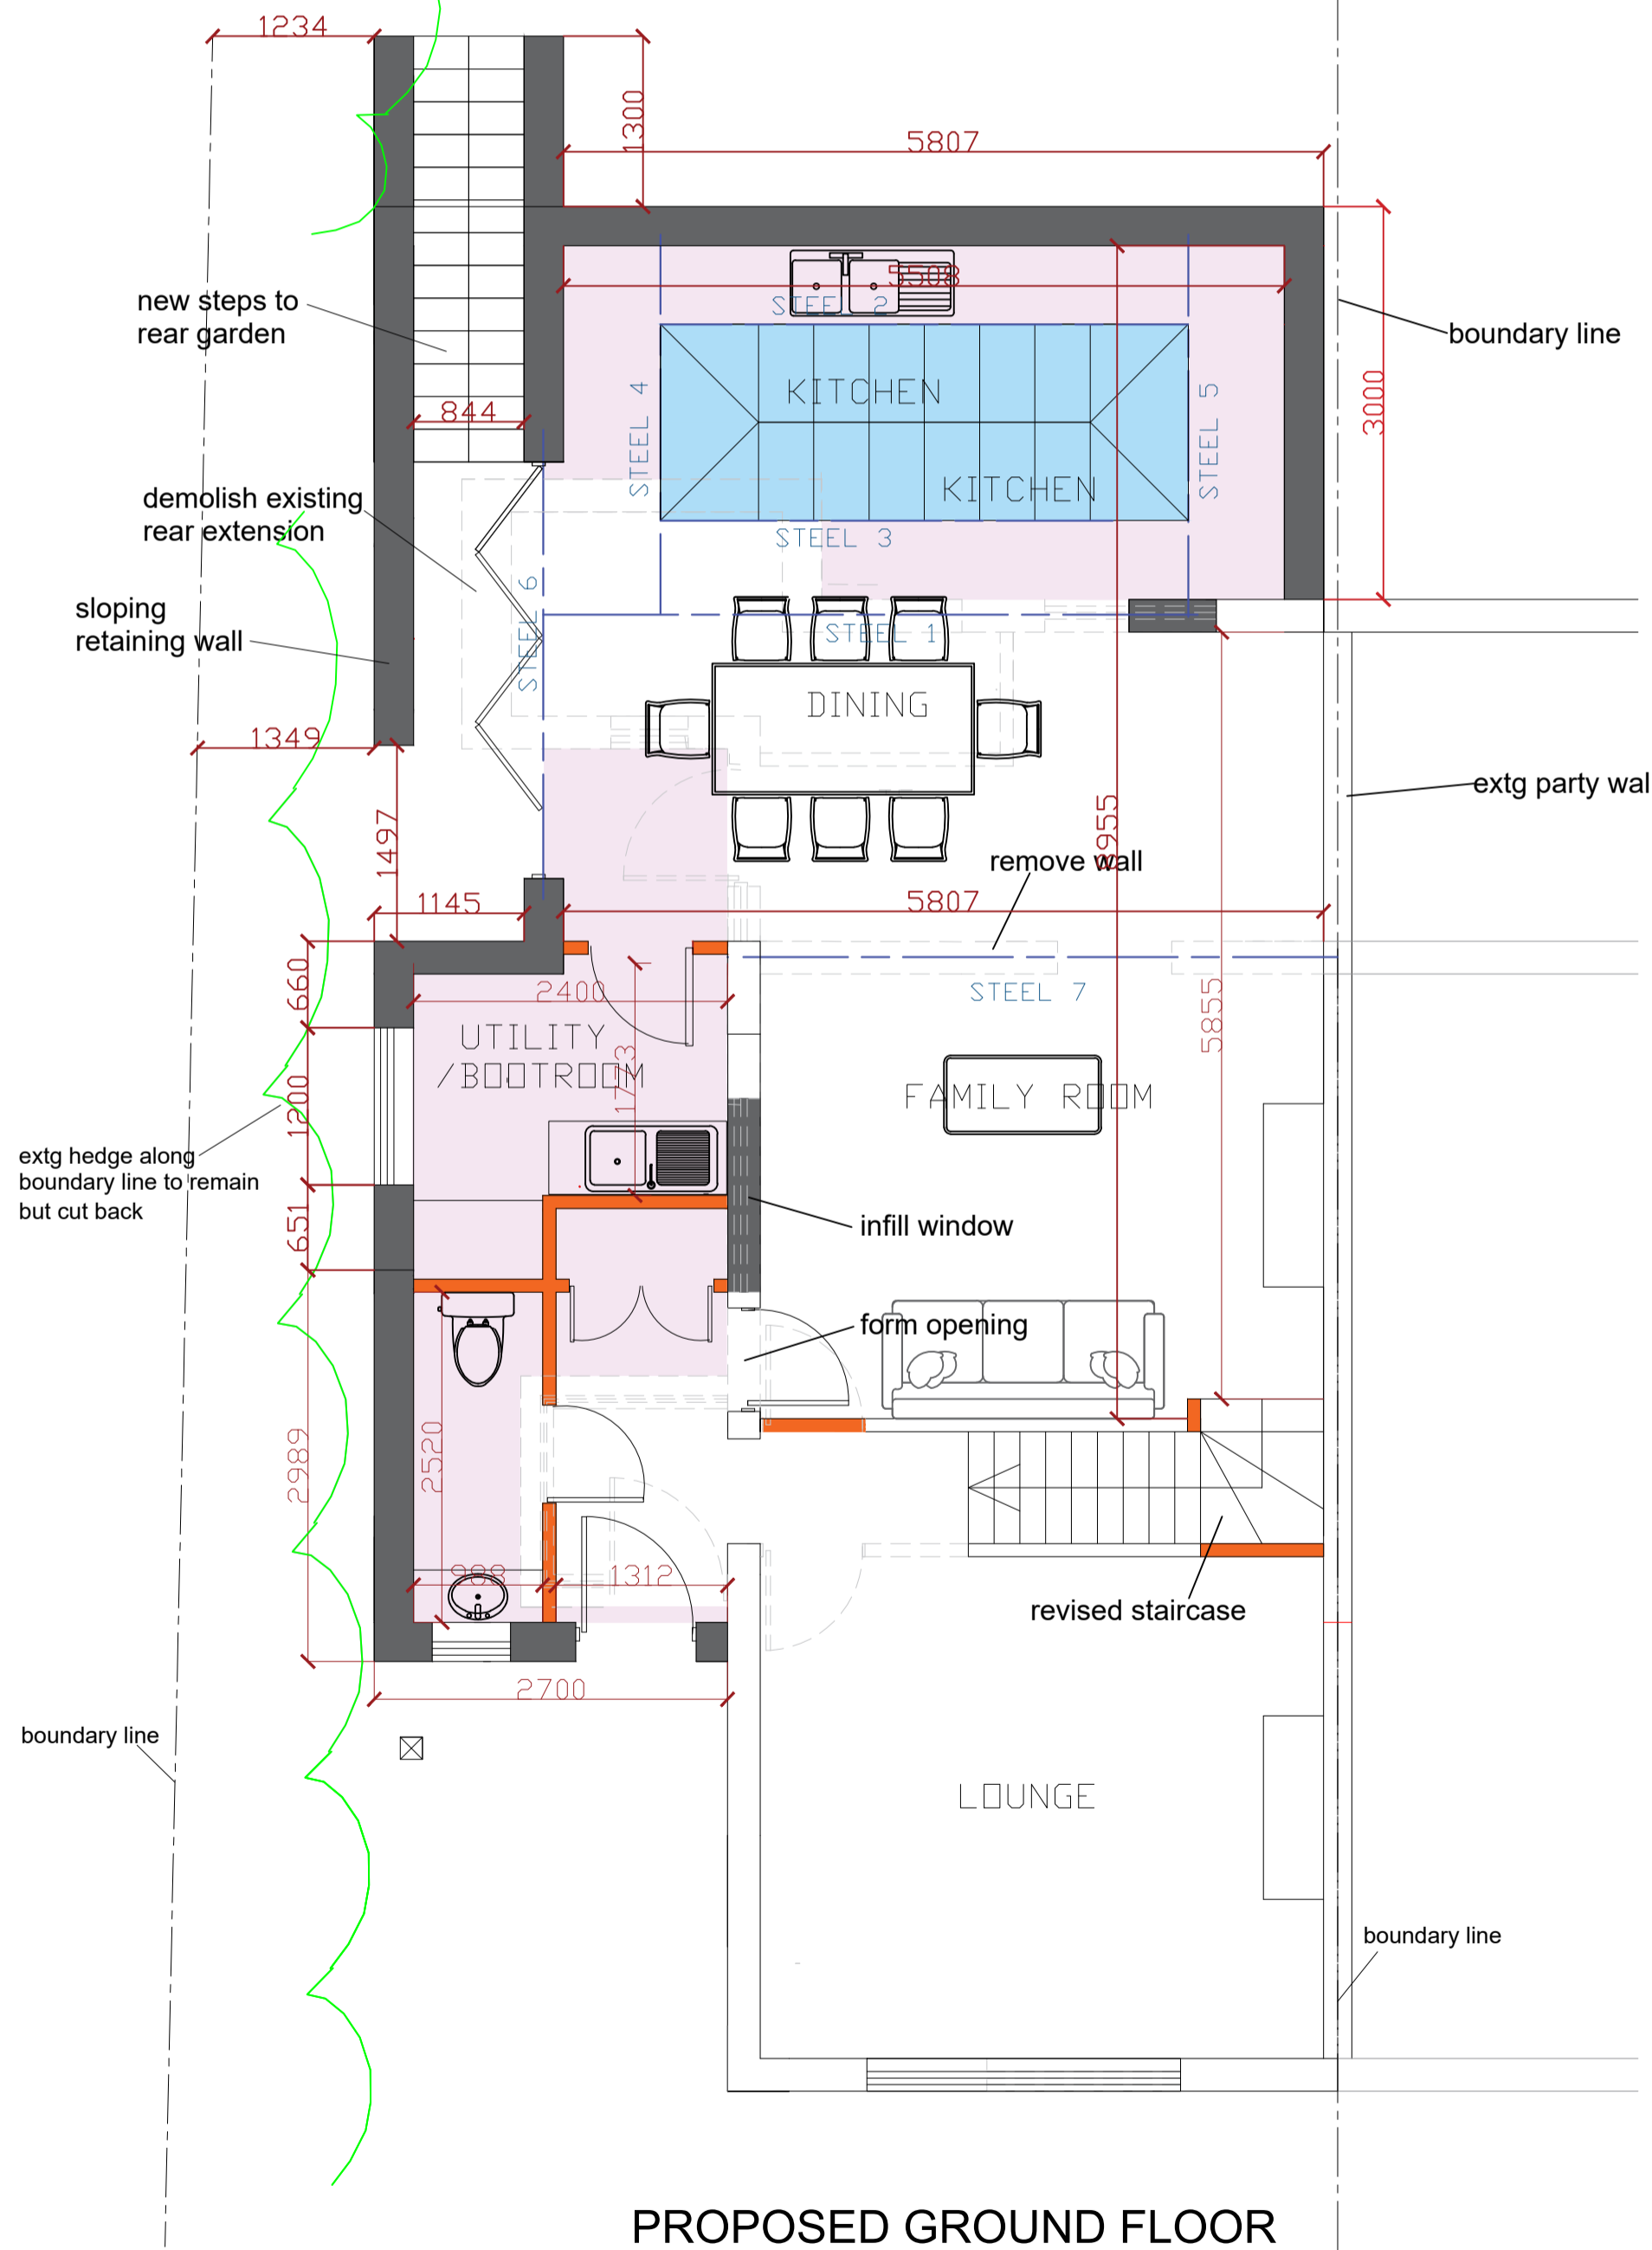 1234
1300
5807
new steps to
rear garden
5508
STEEL 2
boundary line
KITCHEN
STEEL 4
STEEL 5
3000
844
KITCHEN
demolish existing
rear extension
STEEL 3
STEEL 6
sloping
retaining wall
STEEL 1
DINING
1349
extg party wal
1497
8955
remove wall
1145
5807
660
2400
STEEL 7
5855
UTILITY
/BOOTROOM
1773
FAMILY ROOM
1200
extg hedge along
boundary line to remain
but cut back
651
infill window
form opening
2989
2520
988
1312
revised staircase
2700
boundary line
LOUNGE
boundary line
PROPOSED GROUND FLOOR